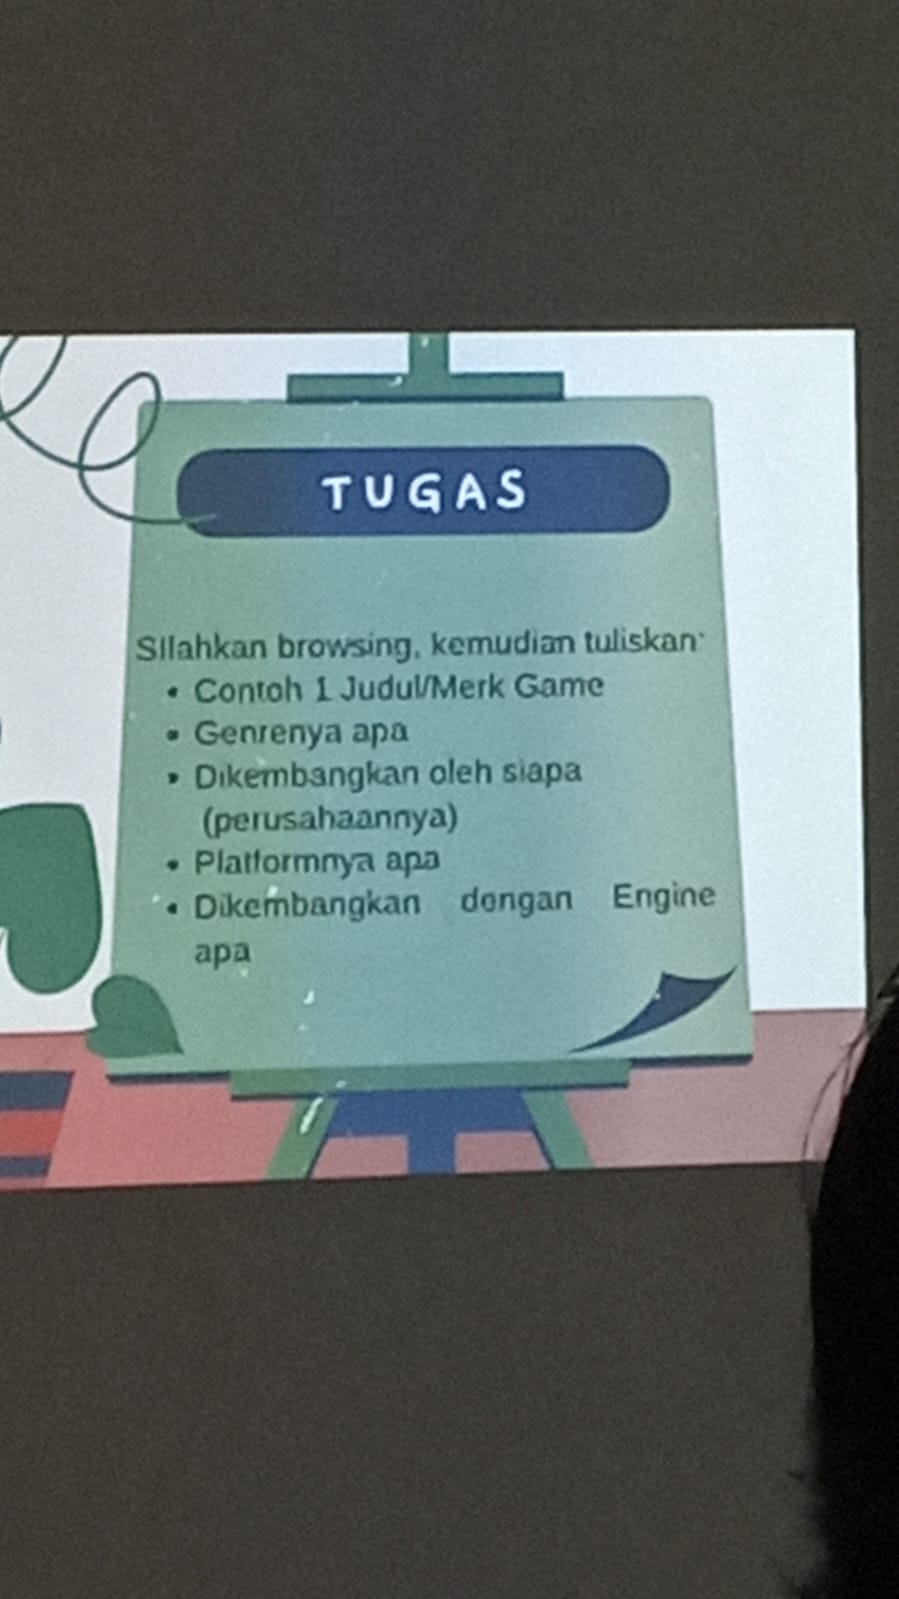 TUGAS
Silahkan browsing, kemudian tuliskan:
• Contoh 1 Judul/Merk Game
• Genrenya apa
• Dikembangkan oleh siapa
(perusahaannya)
• Platformnya apa
• Dikembangkan dengan Engine
apa